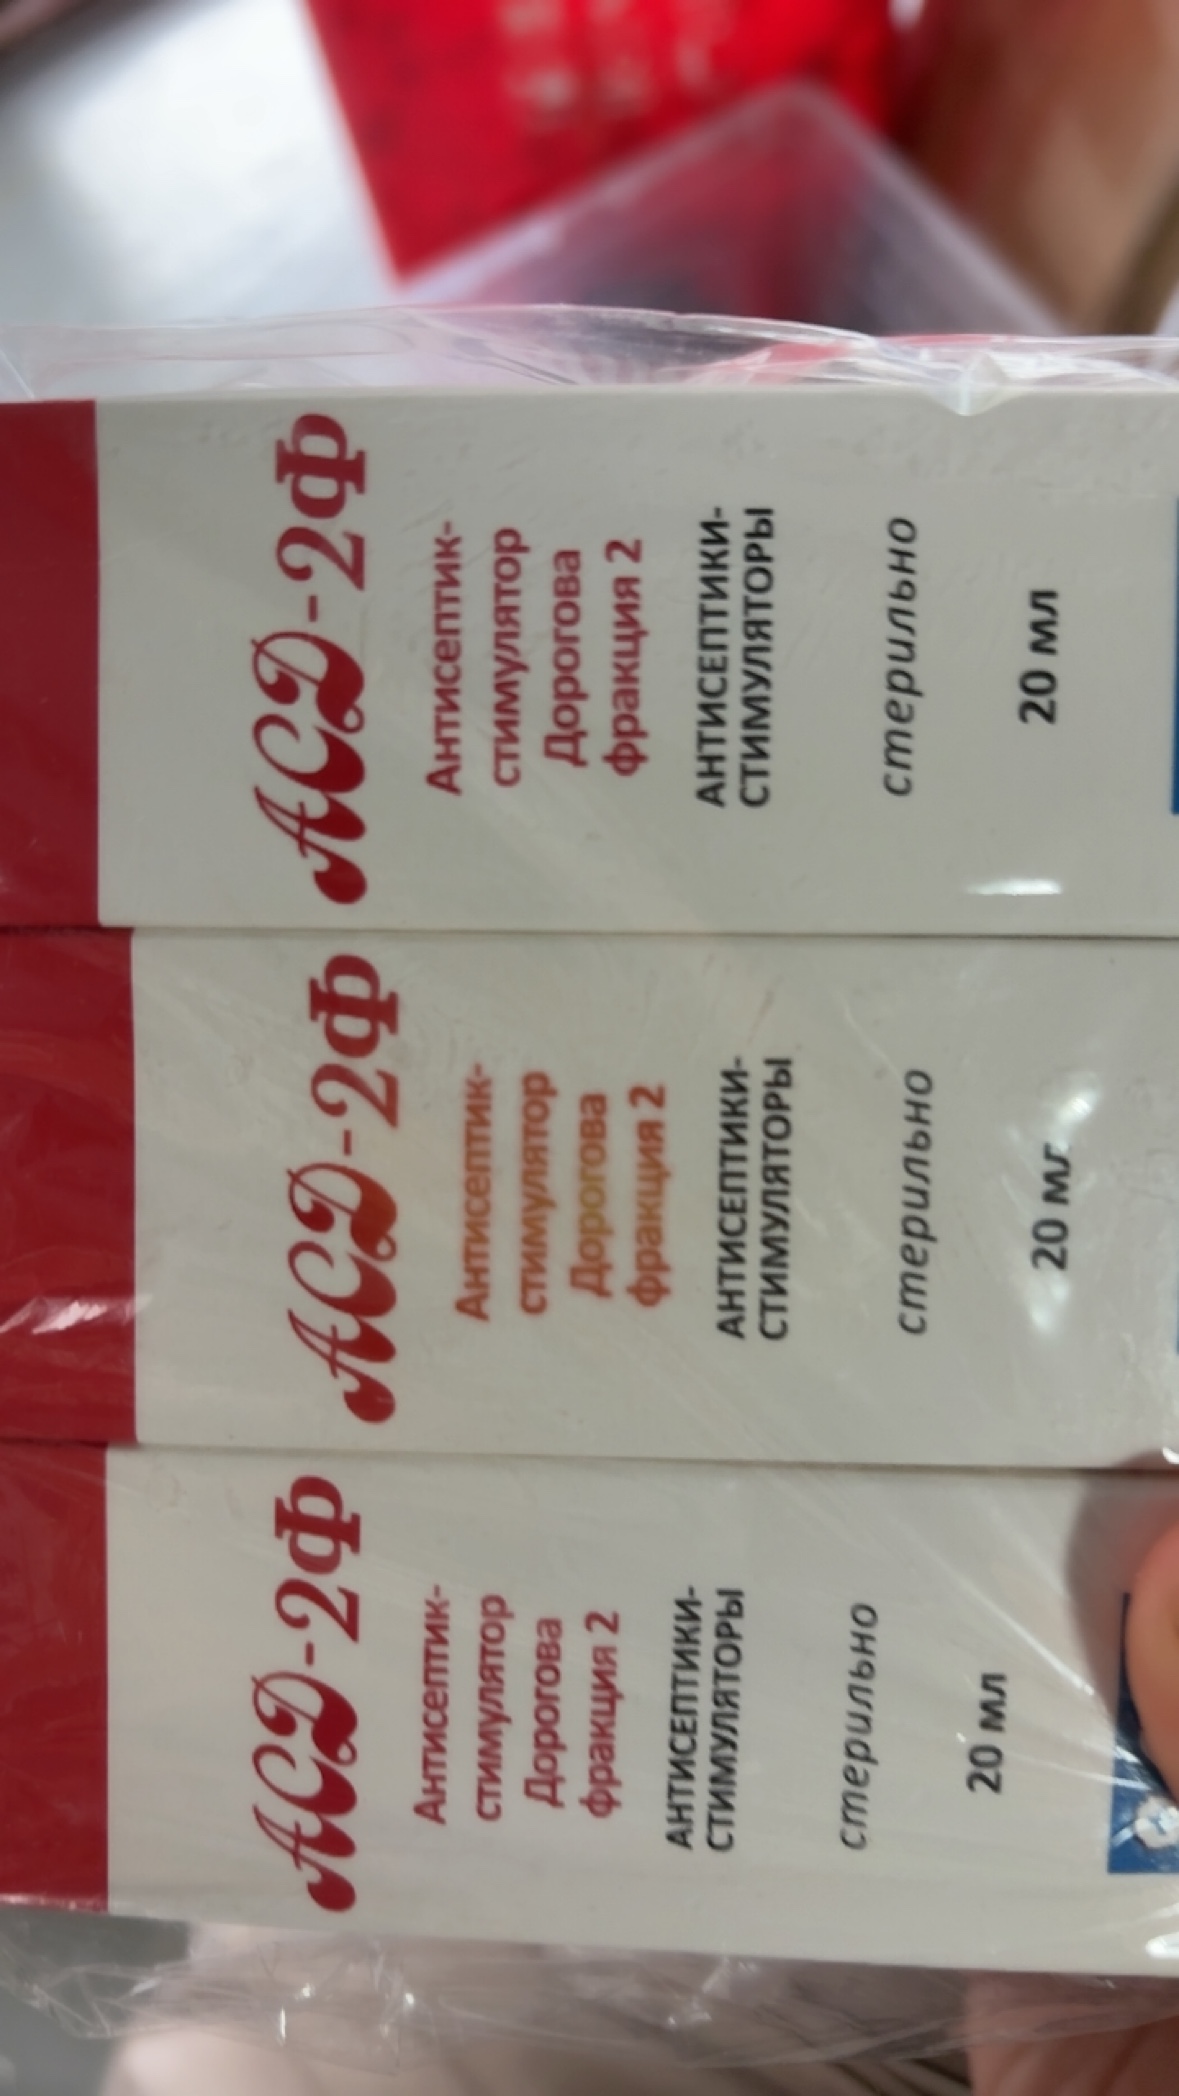 АСД-2Ф
Антисептик-
стимулятор
Дорогова
фракция 2
АНТИСЕПТИКИ-
СТИМУЛЯТОРЫ
стерильно
20 мл
АСД-2Ф
Антисептик-
стимулятор
Дорогова
фракция 2
АНТИСЕПТИКИ-
СТИМУЛЯТОРЫ
стерильно
20 мл
АСД-2Ф
Антисептик-
стимулятор
Дорогова
фракция 2
АНТИСЕПТИКИ-
СТИМУЛЯТОРЫ
стерильно
20 мл